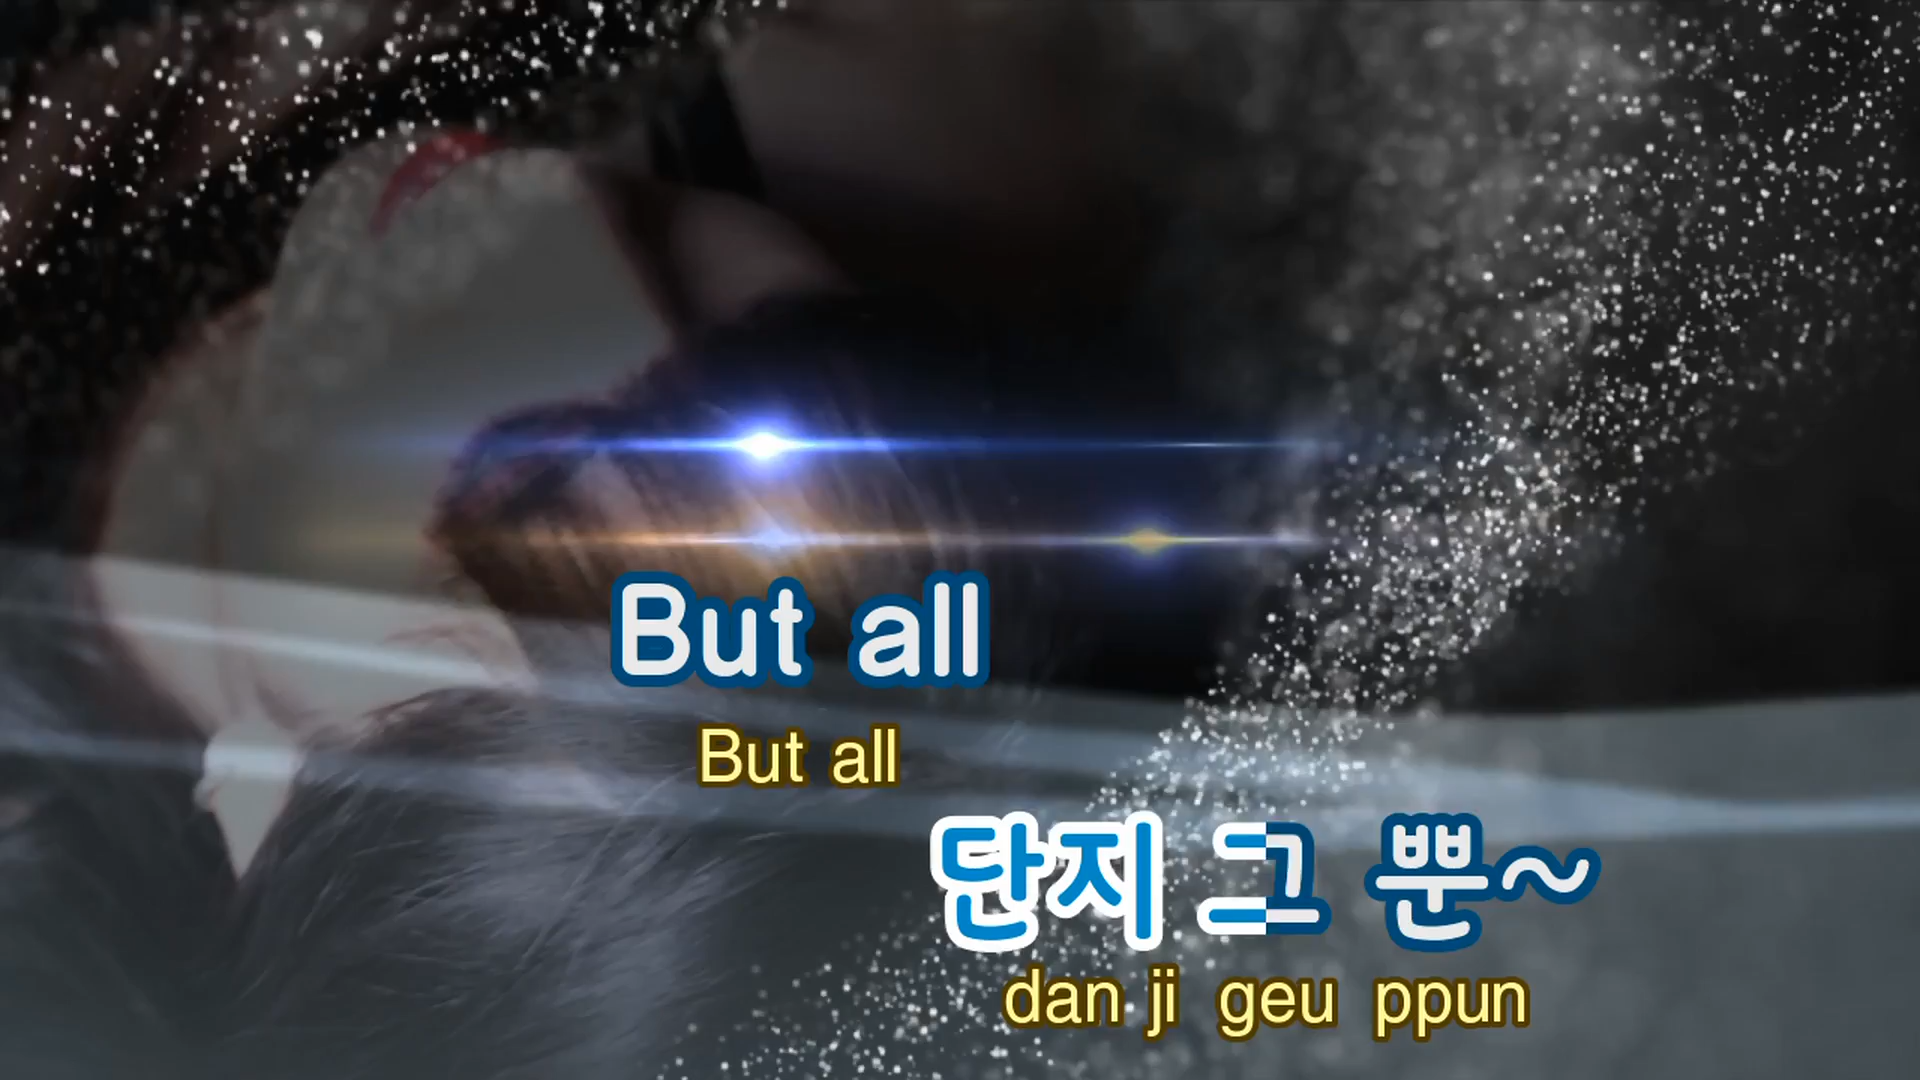 But all
But all
단지 그 뿐~
dan ji geu ppun